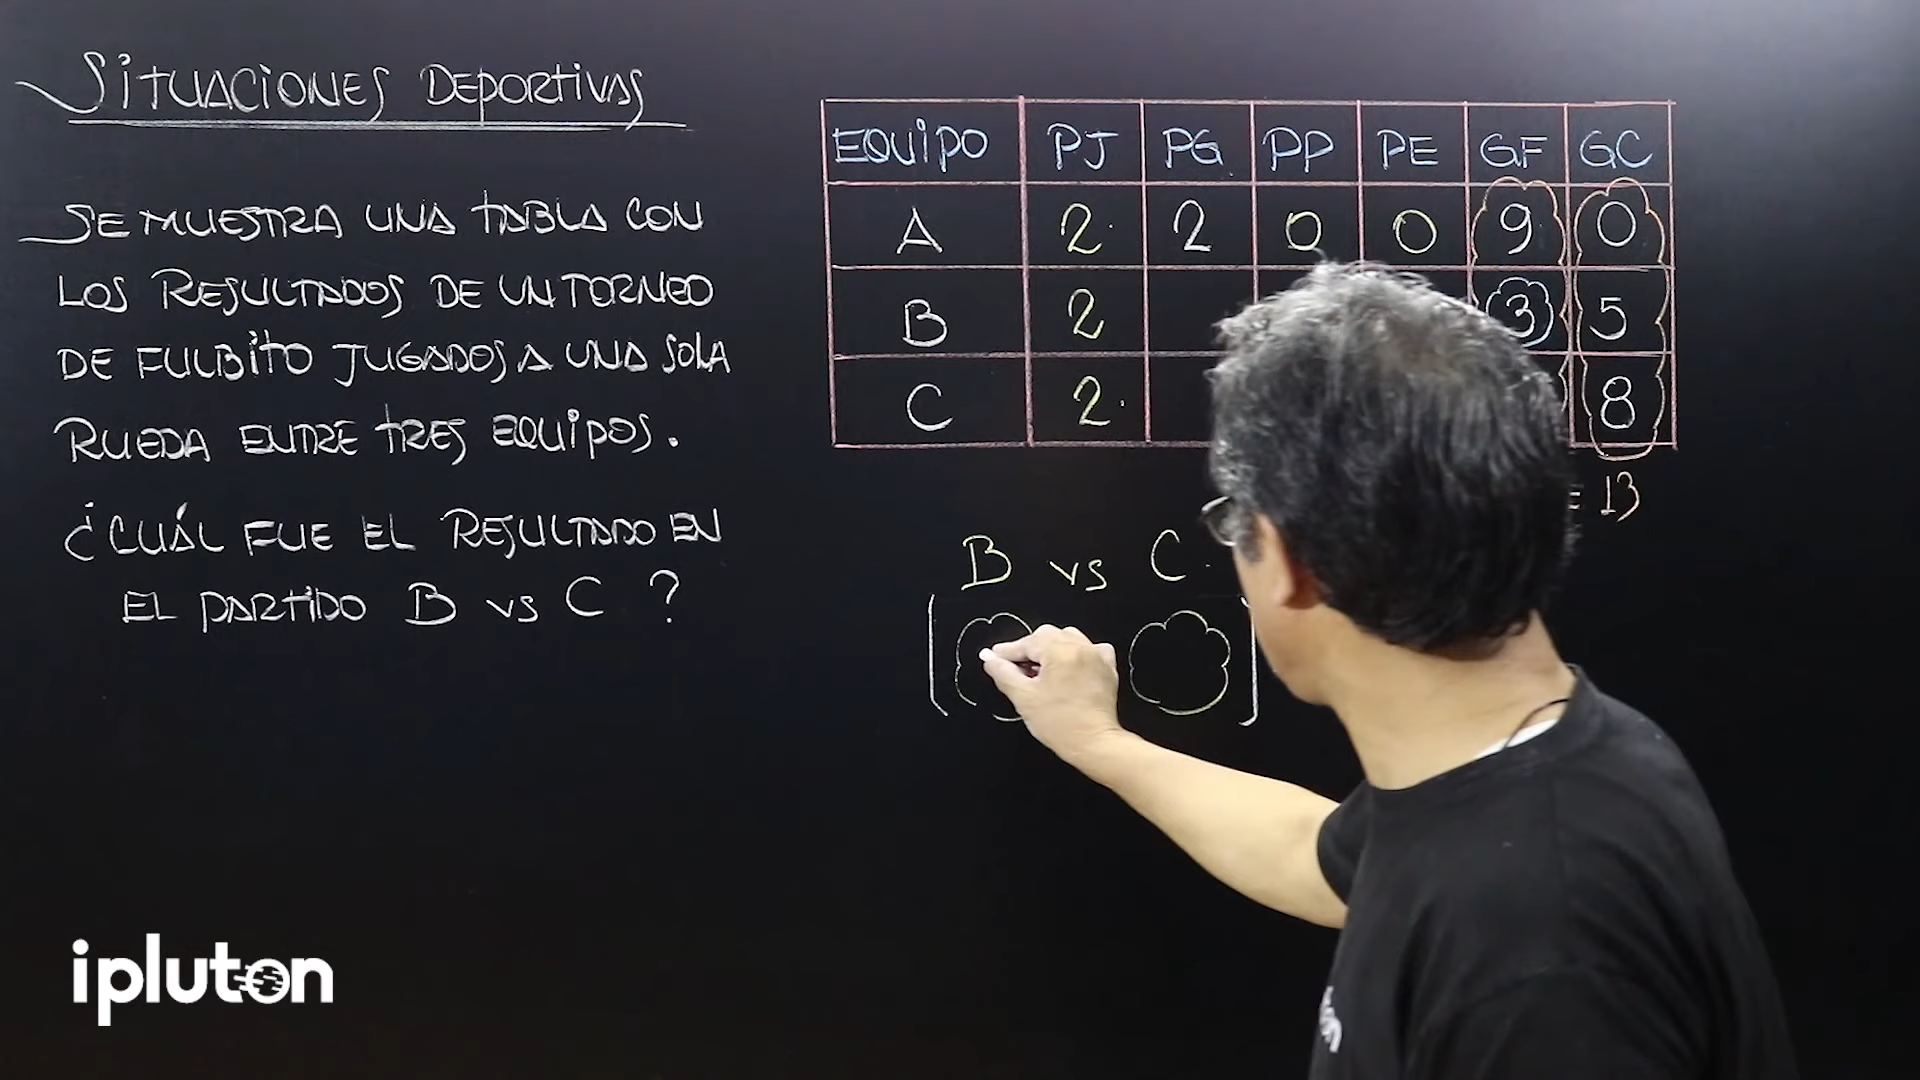 SITUACIONES DEPORTIVAS
SE MUESTRA UNA TABLA CON
LOS RESULTADOS DE UN TORNEO
DE FULBITO JUGADOS A UNA SOLA
RUEDA ENTRE TRES EQUIPOS.
¿CUÁL FUE EL RESULTADO EN
EL PARTIDO B vs C ?
EQUIPO PJ PG PP PE GF GC
A 2 2 0 0 9 0
B 2 3 5
C 2 8
= 13
B vs C
ipluton